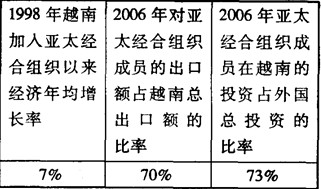 1998年越南
加入亚太经
合组织以来
经济年均增
长率
2006年对亚
太经合组织
成员的出口
额占越南总
出口额的
比率
2006年亚太
经合组织成
员在越南的
投资占外国
总投资的
比率
7%
70%
73%